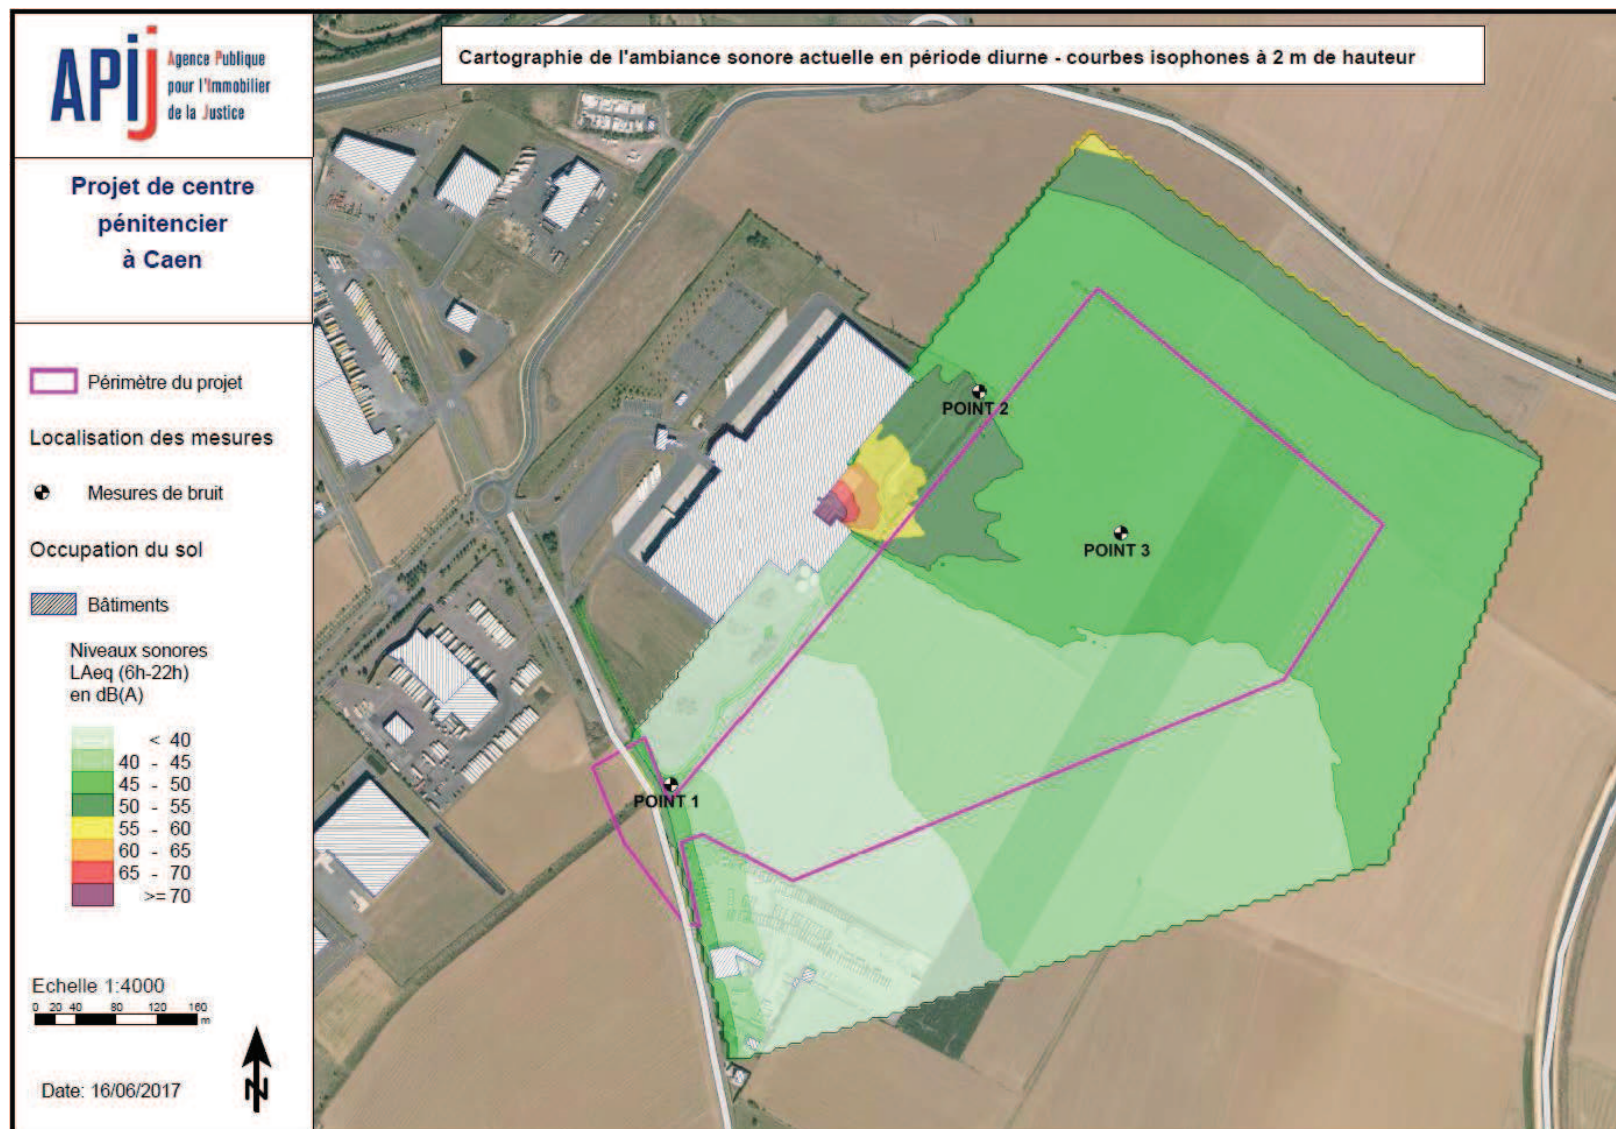 APIJ
Agence Publique
pour l'Immobilier
de la Justice
Cartographie de l'ambiance sonore actuelle en période diurne - courbes isophones à 2 m de hauteur
Projet de centre
pénitencier
à Caen
Périmètre du projet
Localisation des mesures
Mesures de bruit
Occupation du sol
Bâtiments
Niveaux sonores
LAeq (6h-22h)
en dB(A)
< 40
40 - 45
45 - 50
50 - 55
55 - 60
60 - 65
65 - 70
>= 70
Echelle 1:4000
0 20 40 80 120 160
m
N
Date: 16/06/2017
POINT 2
POINT 3
POINT 1